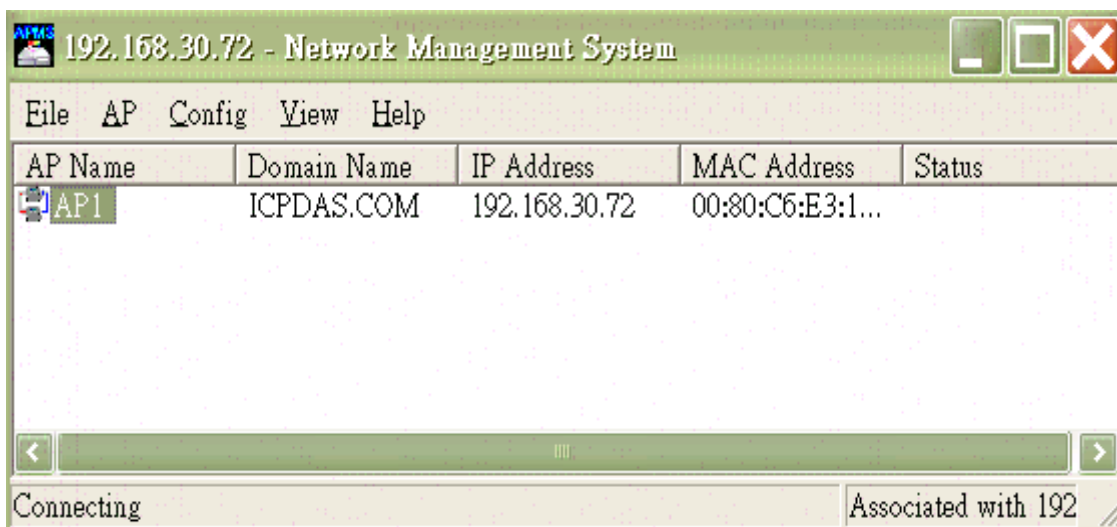 APMS
192.168.30.72 - Network Management System
File AP Config View Help
AP Name Domain Name IP Address MAC Address Status
AP1 ICPDAS.COM 192.168.30.72 00:80:C6:E3:1...
Connecting Associated with 192